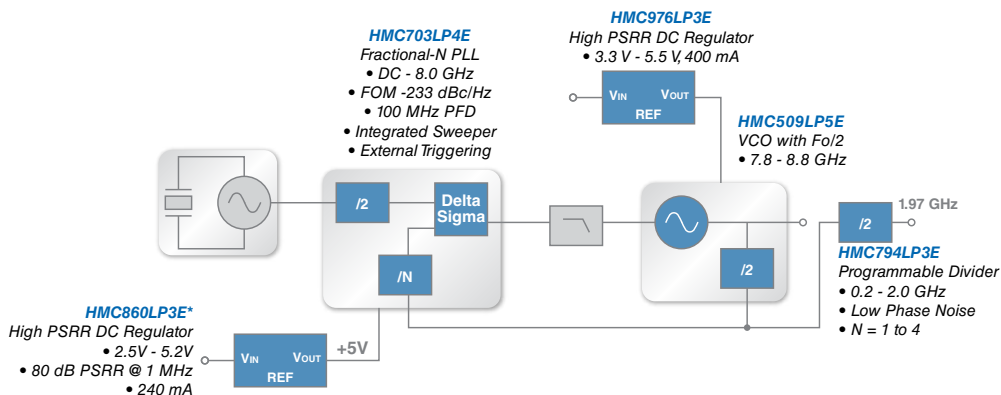 HMC703LP4E
Fractional-N PLL
• DC - 8.0 GHz
• FOM -233 dBc/Hz
• 100 MHz PFD
• Integrated Sweeper
• External Triggering
HMC976LP3E
High PSRR DC Regulator
• 3.3 V - 5.5 V, 400 mA
VIN
VOUT
REF
HMC509LP5E
VCO with Fo/2
• 7.8 - 8.8 GHz
/2
Delta
Sigma
/N
/2
/2
1.97 GHz
HMC794LP3E
Programmable Divider
• 0.2 - 2.0 GHz
• Low Phase Noise
• N = 1 to 4
HMC860LP3E*
High PSRR DC Regulator
• 2.5V - 5.2V
• 80 dB PSRR @ 1 MHz
• 240 mA
VIN
VOUT
REF
+5V